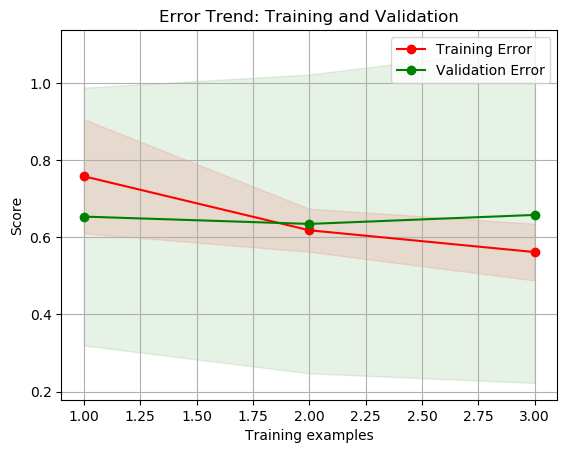 Error Trend: Training and Validation
Training Error
Validation Error
1.0
0.8
0.6
0.4
0.2
Score
1.00 1.25 1.50 1.75 2.00 2.25 2.50 2.75 3.00
Training examples